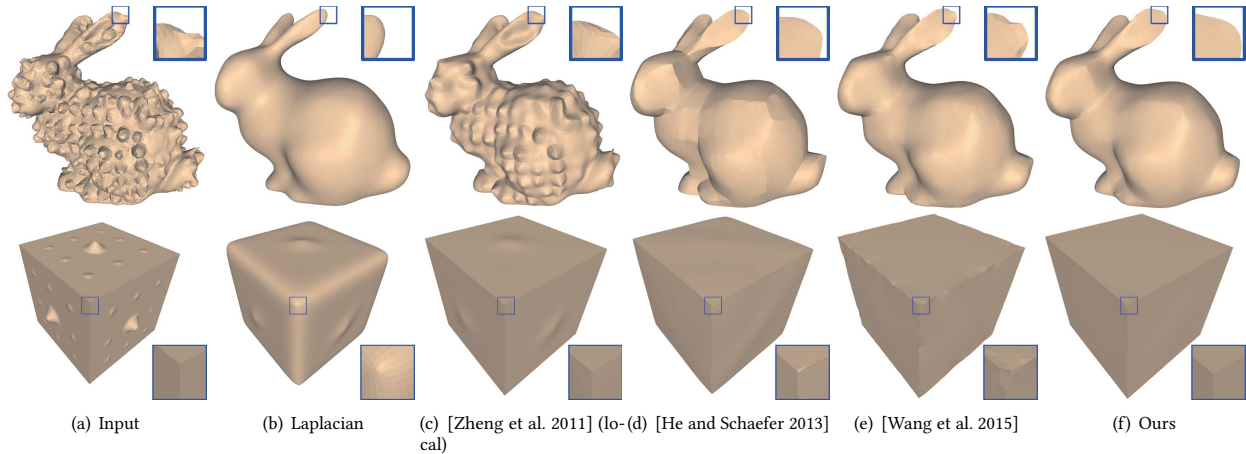 (a) Input
(b) Laplacian
(c) [Zheng et al. 2011] (lo-
cal)
(d) [He and Schaefer 2013]
(e) [Wang et al. 2015]
(f) Ours